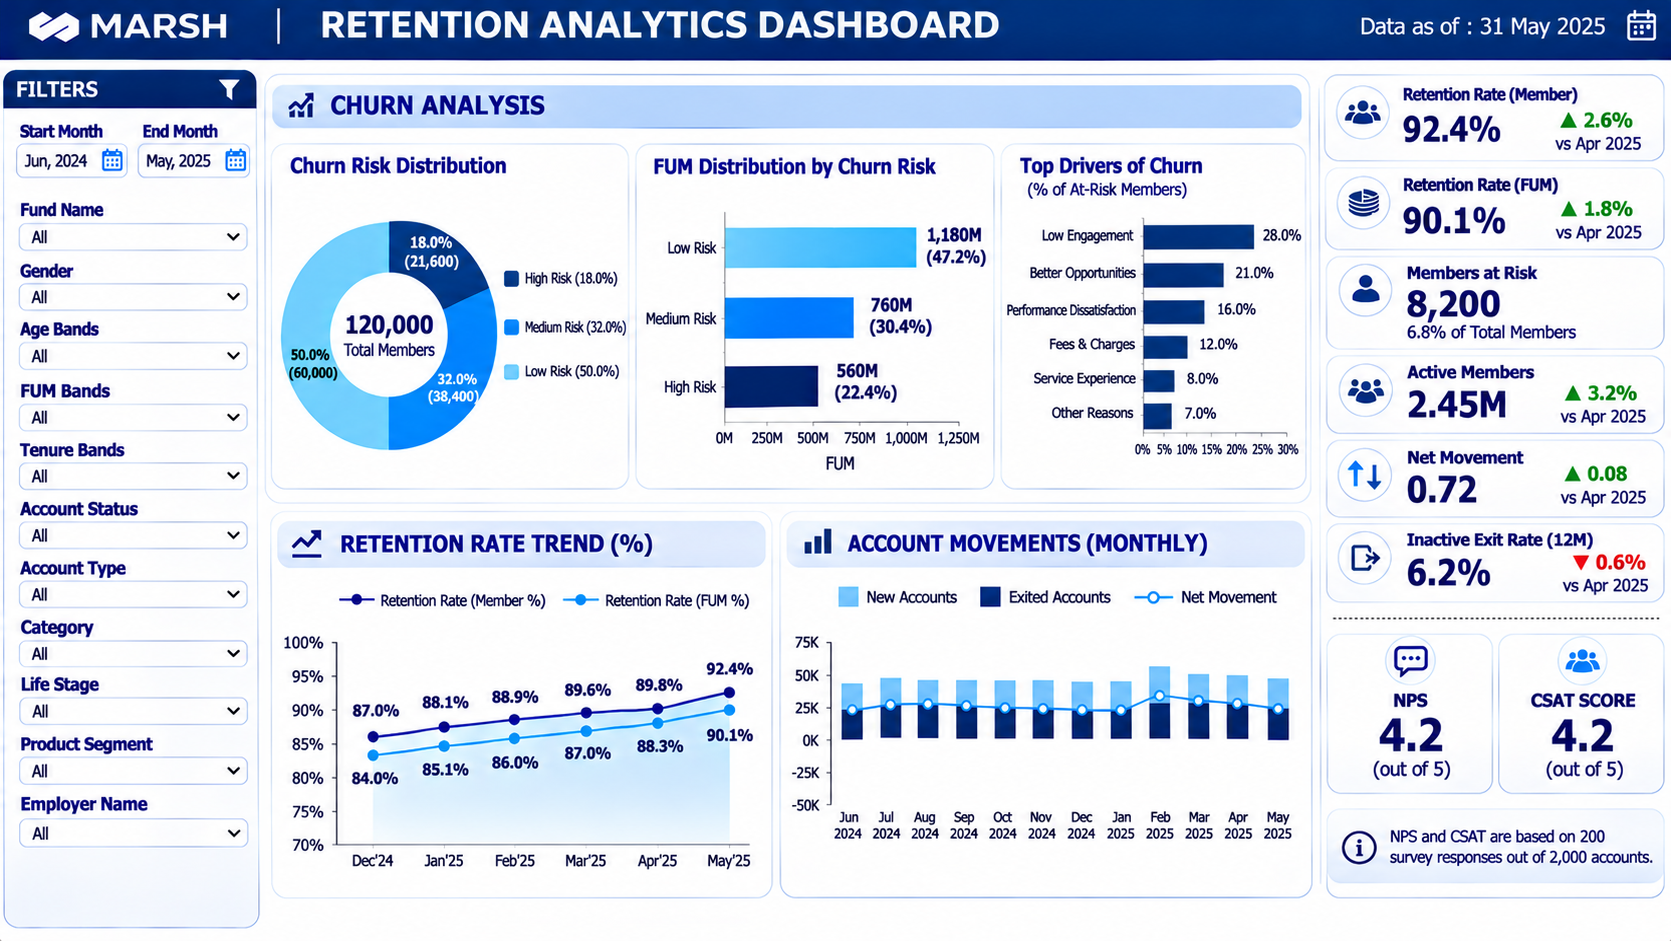 MARSH
RETENTION ANALYTICS DASHBOARD
Data as of : 31 May 2025
FILTERS
Start Month
End Month
Jun, 2024
May, 2025
Fund Name
All
Gender
All
Age Bands
All
FUM Bands
All
Tenure Bands
All
Account Status
All
Account Type
All
Category
All
Life Stage
All
Product Segment
All
Employer Name
All
CHURN ANALYSIS
Churn Risk Distribution
18.0%
(21,600)
120,000
Total Members
50.0%
(60,000)
32.0%
(38,400)
High Risk (18.0%)
Medium Risk (32.0%)
Low Risk (50.0%)
FUM Distribution by Churn Risk
Low Risk
1,180M
(47.2%)
Medium Risk
760M
(30.4%)
High Risk
560M
(22.4%)
0M 250M 500M 750M 1,000M 1,250M
FUM
Top Drivers of Churn
(% of At-Risk Members)
Low Engagement 28.0%
Better Opportunities 21.0%
Performance Dissatisfaction 16.0%
Fees & Charges 12.0%
Service Experience 8.0%
Other Reasons 7.0%
0% 5% 10% 15% 20% 25% 30%
RETENTION RATE TREND (%)
Retention Rate (Member %)
Retention Rate (FUM %)
100%
95%
90%
85%
80%
75%
70%
87.0%
88.1%
88.9%
89.6%
89.8%
92.4%
84.0%
85.1%
86.0%
87.0%
88.3%
90.1%
Dec'24 Jan'25 Feb'25 Mar'25 Apr'25 May'25
ACCOUNT MOVEMENTS (MONTHLY)
New Accounts
Exited Accounts
Net Movement
75K
50K
25K
0K
-25K
-50K
Jun Jul Aug Sep Oct Nov Dec Jan Feb Mar Apr May
2024 2024 2024 2024 2024 2024 2024 2025 2025 2025 2025 2025
Retention Rate (Member)
92.4%
▲ 2.6%
vs Apr 2025
Retention Rate (FUM)
90.1%
▲ 1.8%
vs Apr 2025
Members at Risk
8,200
6.8% of Total Members
Active Members
2.45M
▲ 3.2%
vs Apr 2025
Net Movement
0.72
▲ 0.08
vs Apr 2025
Inactive Exit Rate (12M)
6.2%
▼ 0.6%
vs Apr 2025
NPS
4.2
(out of 5)
CSAT SCORE
4.2
(out of 5)
NPS and CSAT are based on 200
survey responses out of 2,000 accounts.